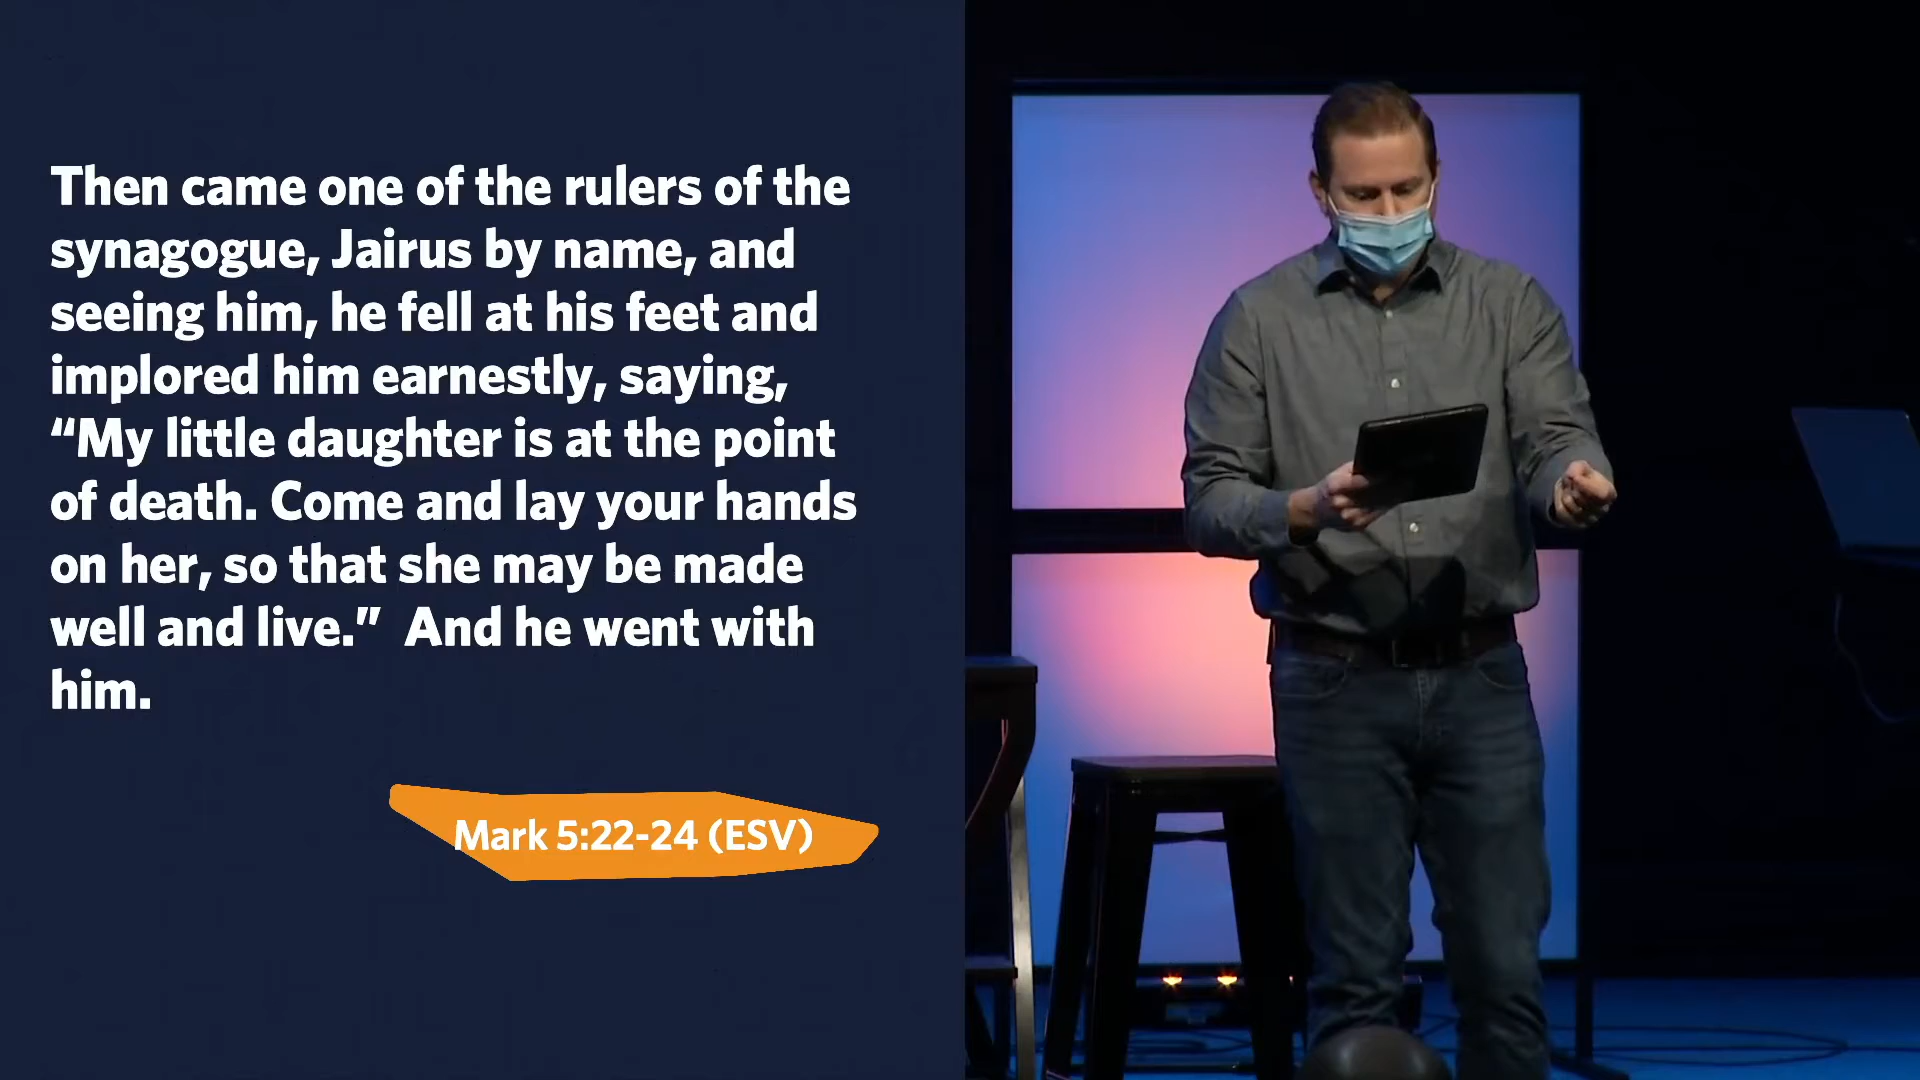 Then came one of the rulers of the
synagogue, Jairus by name, and
seeing him, he fell at his feet and
implored him earnestly, saying,
“My little daughter is at the point
of death. Come and lay your hands
on her, so that she may be made
well and live.”  And he went with
him.
Mark 5:22-24 (ESV)